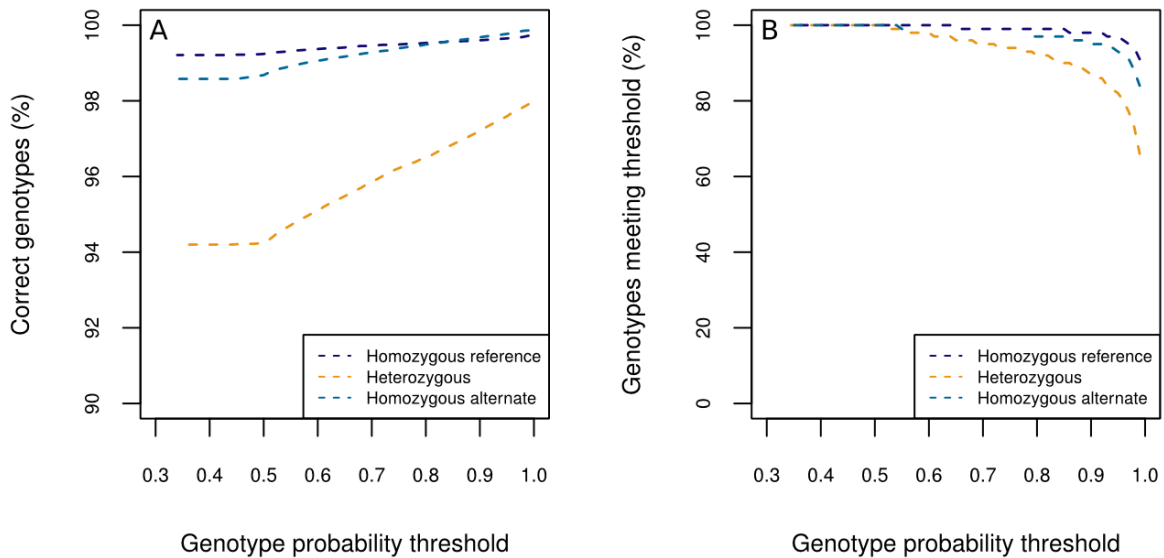 A
Correct genotypes (%)
100
98
96
94
92
90
Homozygous reference
Heterozygous
Homozygous alternate
0.3 0.4 0.5 0.6 0.7 0.8 0.9 1.0
Genotype probability threshold
B
Genotypes meeting threshold (%)
100
80
60
40
20
0
Homozygous reference
Heterozygous
Homozygous alternate
0.3 0.4 0.5 0.6 0.7 0.8 0.9 1.0
Genotype probability threshold